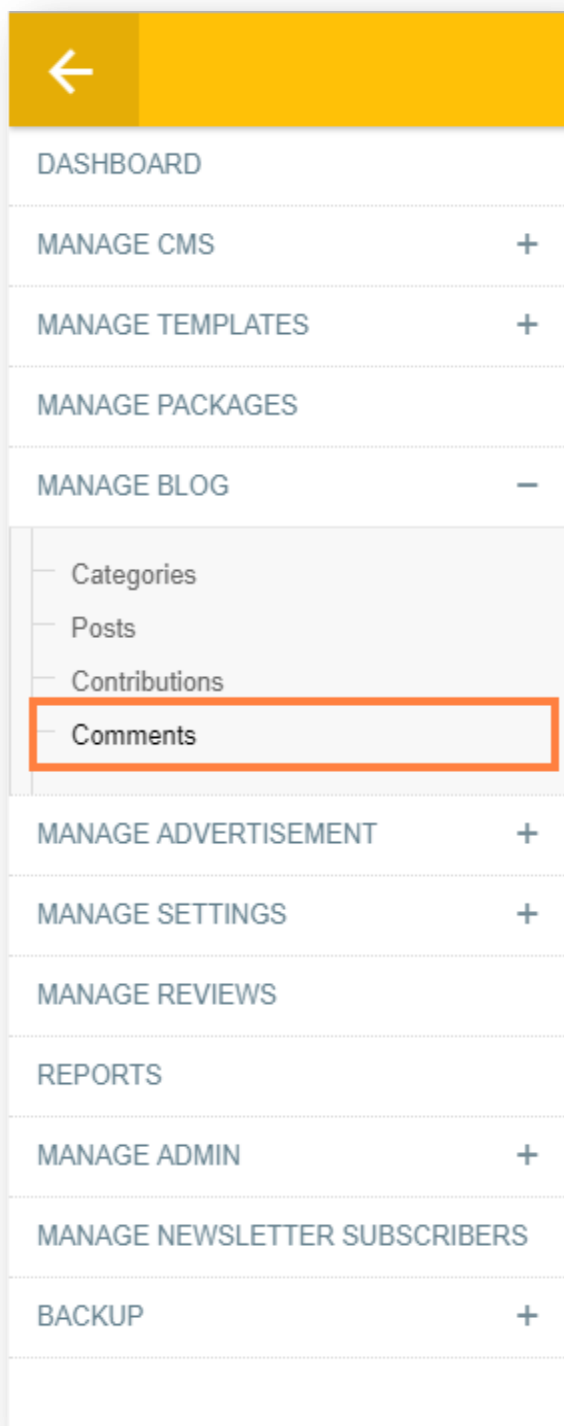 DASHBOARD
MANAGE CMS +
MANAGE TEMPLATES +
MANAGE PACKAGES
MANAGE BLOG −
Categories
Posts
Contributions
Comments
MANAGE ADVERTISEMENT +
MANAGE SETTINGS +
MANAGE REVIEWS
REPORTS
MANAGE ADMIN +
MANAGE NEWSLETTER SUBSCRIBERS
BACKUP +